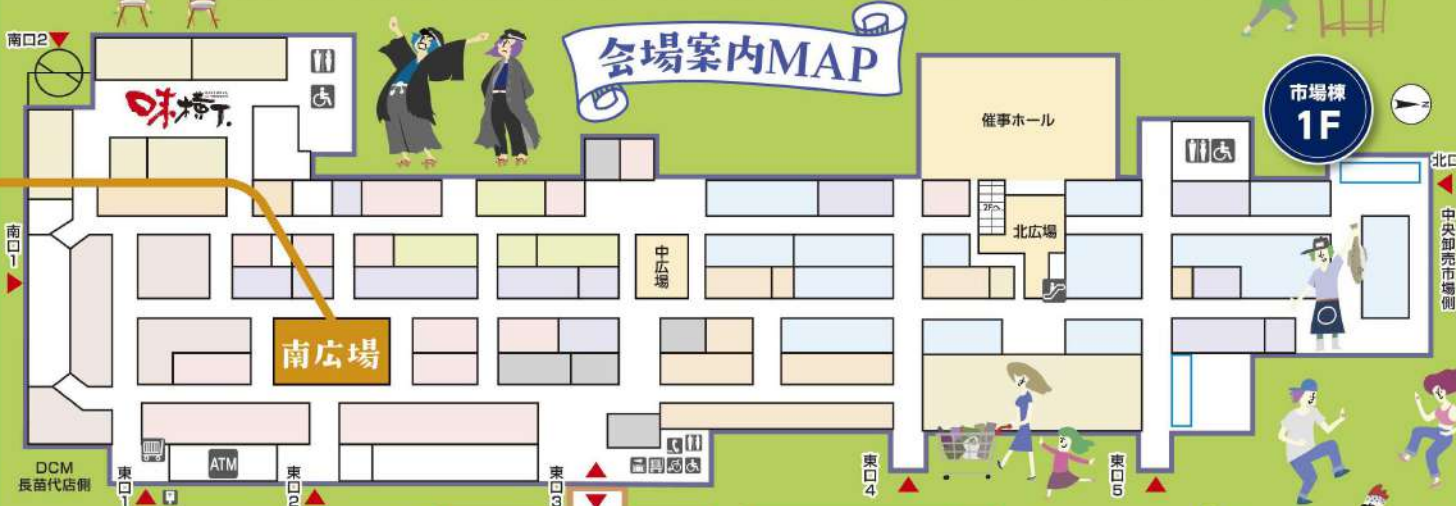 会場案内MAP
市場棟
1F
N
南口2
味横丁
催事ホール
北口
中央卸売市場側
2Fへ
北広場
南口1
中広場
南広場
ATM
DCM
長苗代店側
東口1
東口2
東口3
東口4
東口5